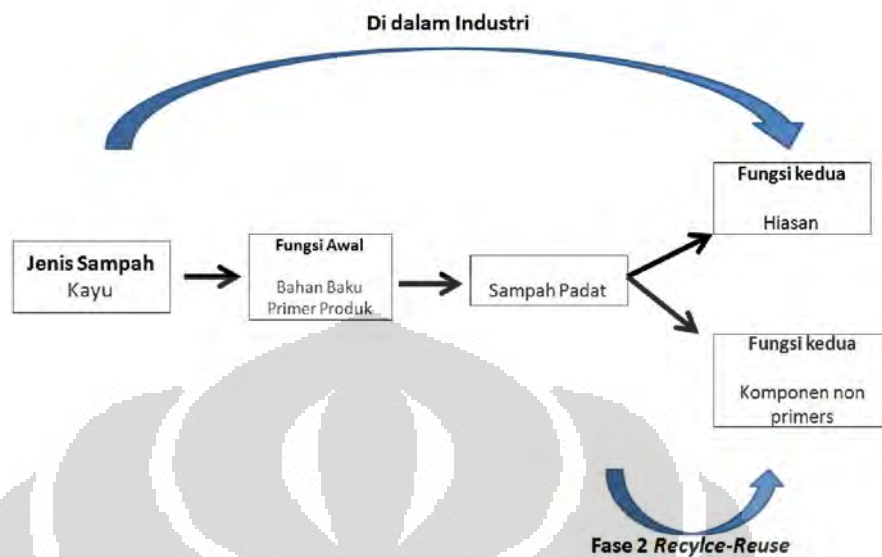 Di dalam Industri
Jenis Sampah
Kayu
Fungsi Awal
Bahan Baku
Primer Produk
Sampah Padat
Fungsi kedua
Hiasan
Fungsi kedua
Komponen non
primers
Fase 2 Recylce-Reuse